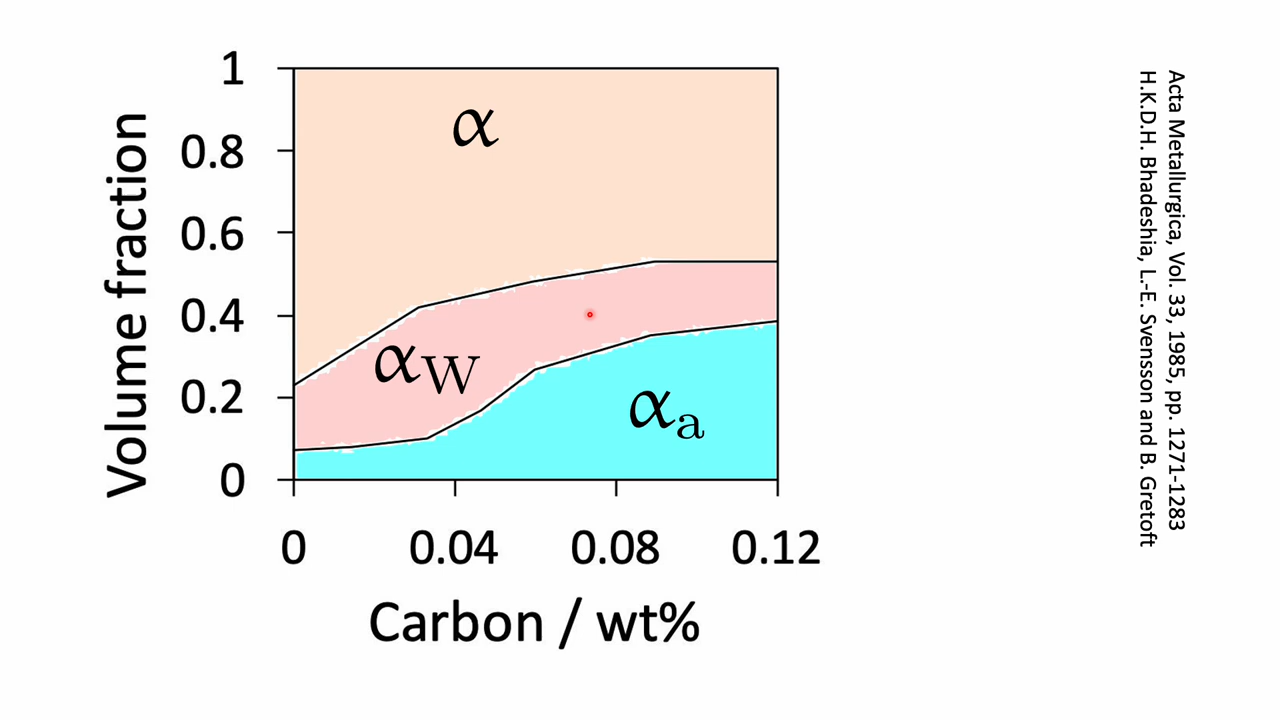 1
0.8
0.6
0.4
0.2
0
Volume fraction
α
αW
αa
0 0.04 0.08 0.12
Carbon / wt%
Acta Metallurgica, Vol. 33, 1985, pp. 1271-1283
H.K.D.H. Bhadeshia, L.-E. Svensson and B. Gretoft